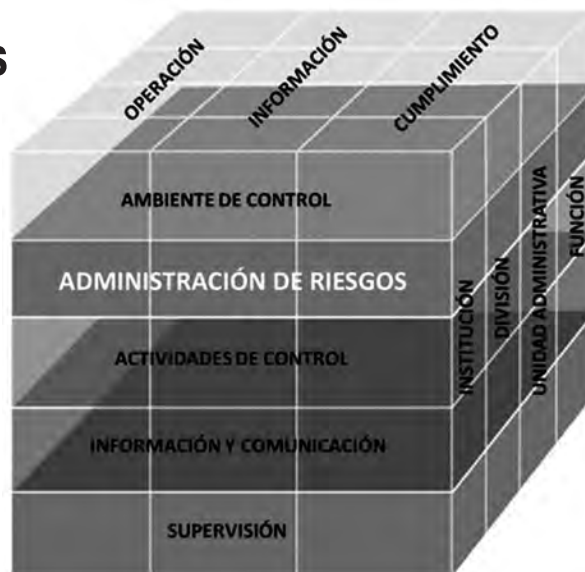 S
OPERACIÓN
INFORMACIÓN
CUMPLIMIENTO
AMBIENTE DE CONTROL
ADMINISTRACIÓN DE RIESGOS
ACTIVIDADES DE CONTROL
INFORMACIÓN Y COMUNICACIÓN
SUPERVISIÓN
INSTITUCIÓN
DIVISIÓN
UNIDAD ADMINISTRATIVA
FUNCIÓN